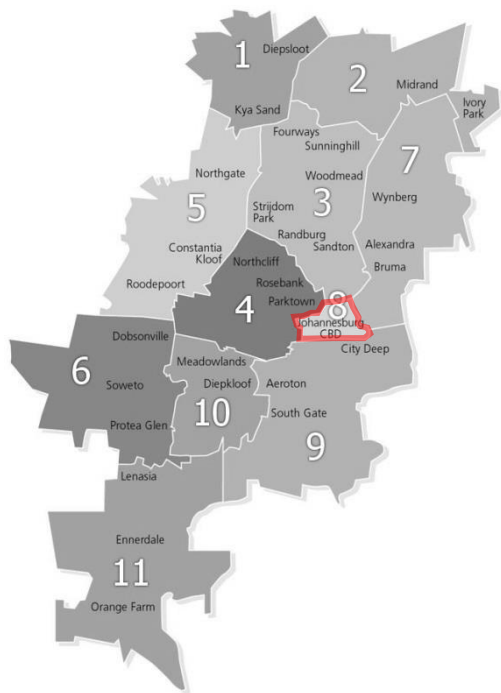 1
Diepsloot
2
Midrand
Kya Sand
Ivory
Park
Fourways
Sunninghill
7
Northgate
Woodmead
5
3
Wynberg
Strijdom
Park
Randburg
Constantia
Kloof
Sandton
Alexandra
Northcliff
Bruma
Roodepoort
Rosebank
4
Parktown
8
Johannesburg
CBD
Dobsonville
City Deep
Meadowlands
6
Soweto
Diepkloof
Aeroton
10
South Gate
Protea Glen
9
Lenasia
Ennerdale
11
Orange Farm